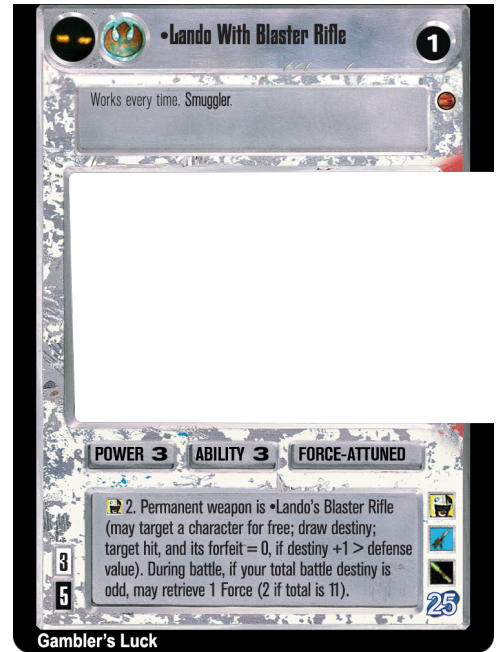 •Lando With Blaster Rifle
1
Works every time. Smuggler.
POWER 3 ABILITY 3 FORCE-ATTUNED
2. Permanent weapon is •Lando's Blaster Rifle
(may target a character for free; draw destiny;
target hit, and its forfeit = 0, if destiny +1 > defense
value). During battle, if your total battle destiny is
odd, may retrieve 1 Force (2 if total is 11).
3
5
25
Gambler's Luck